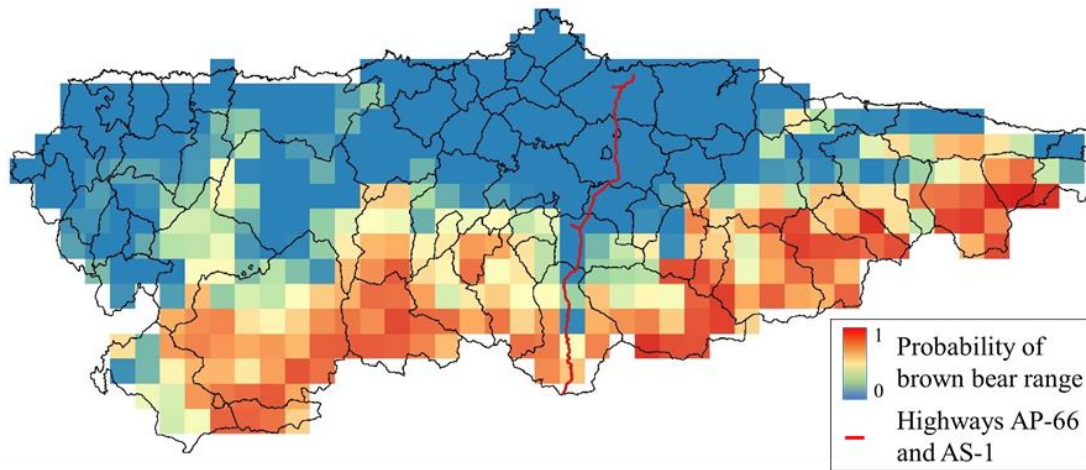 1
0
Probability of
brown bear range
Highways AP-66
and AS-1